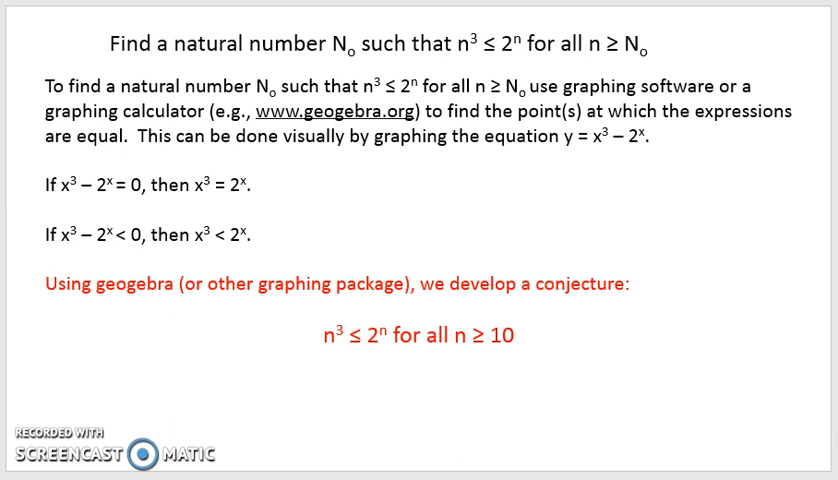 Find a natural number Nₒ such that n³ ≤ 2ⁿ for all n ≥ Nₒ
To find a natural number Nₒ such that n³ ≤ 2ⁿ for all n ≥ Nₒ use graphing software or a
graphing calculator (e.g., www.geogebra.org) to find the point(s) at which the expressions
are equal.  This can be done visually by graphing the equation y = x³ – 2ˣ.
If x³ – 2ˣ = 0, then x³ = 2ˣ.
If x³ – 2ˣ < 0, then x³ < 2ˣ.
Using geogebra (or other graphing package), we develop a conjecture:
n³ ≤ 2ⁿ for all n ≥ 10
RECORDED WITH
SCREENCAST MATIC